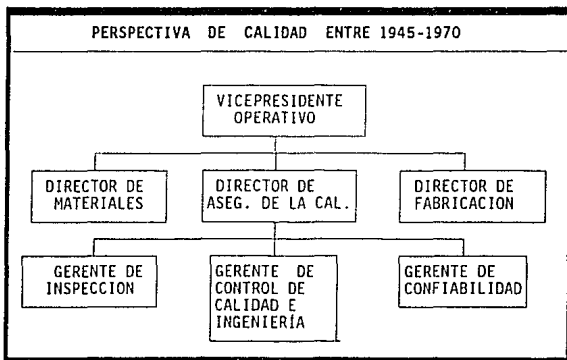 PERSPECTIVA DE CALIDAD ENTRE 1945-1970
VICEPRESIDENTE
OPERATIVO
DIRECTOR DE
MATERIALES
DIRECTOR DE
ASEG. DE LA CAL.
DIRECTOR DE
FABRICACION
GERENTE DE
INSPECCION
GERENTE DE
CONTROL DE
CALIDAD E
INGENIERÍA
GERENTE DE
CONFIABILIDAD